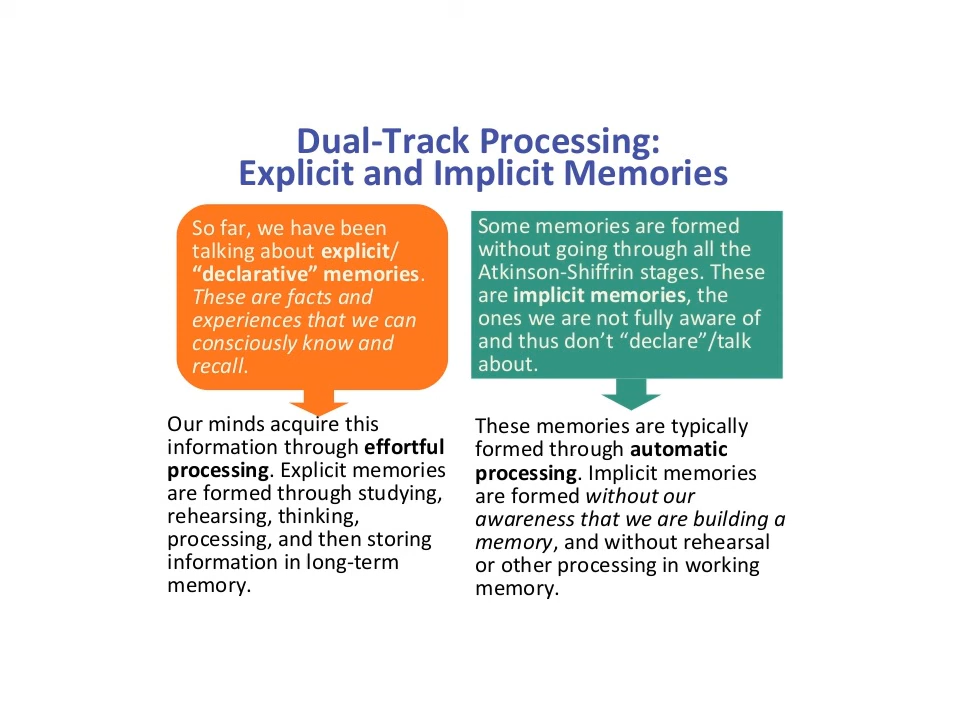 Dual-Track Processing:
Explicit and Implicit Memories
So far, we have been
talking about explicit/
“declarative” memories.
These are facts and
experiences that we can
consciously know and
recall.
Our minds acquire this
information through effortful
processing. Explicit memories
are formed through studying,
rehearsing, thinking,
processing, and then storing
information in long-term
memory.
Some memories are formed
without going through all the
Atkinson-Shiffrin stages. These
are implicit memories, the
ones we are not fully aware of
and thus don’t “declare”/talk
about.
These memories are typically
formed through automatic
processing. Implicit memories
are formed without our
awareness that we are building a
memory, and without rehearsal
or other processing in working
memory.